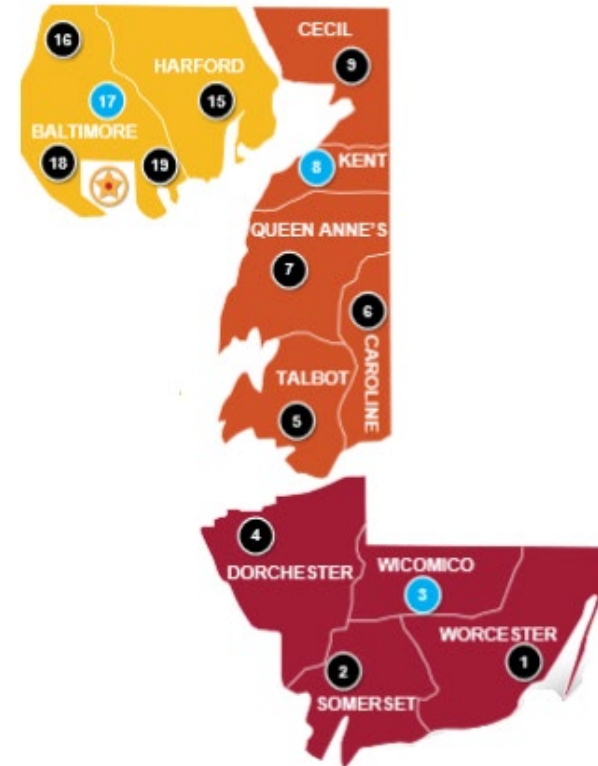 16
CECIL
HARFORD
9
17
15
BALTIMORE
18
19
8
KENT
QUEEN ANNE'S
7
6
CAROLINE
TALBOT
5
4
DORCHESTER
WICOMICO
3
WORCESTER
1
2
SOMERSET